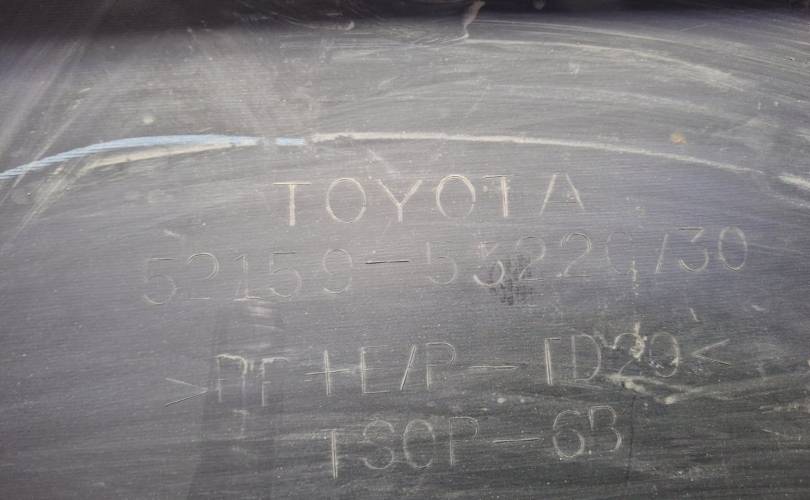 TOYOTA
52159-53220/30
>PP+E/P-TD20<
TSOP-6B